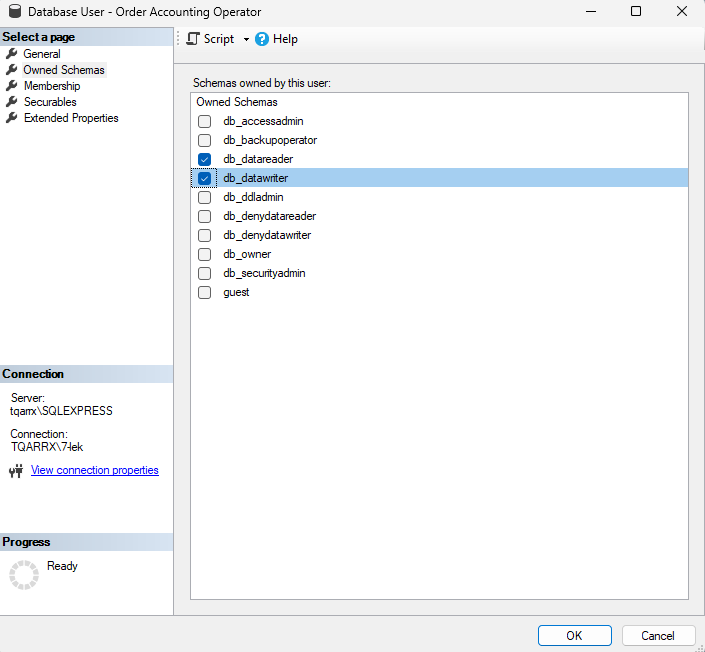 Database User - Order Accounting Operator
Select a page
General
Owned Schemas
Membership
Securables
Extended Properties
Script
Help
Schemas owned by this user:
Owned Schemas
db_accessadmin
db_backupoperator
db_datareader
db_datawriter
db_ddladmin
db_denydatareader
db_denydatawriter
db_owner
db_securityadmin
guest
Connection
Server:
tqarrx\SQLEXPRESS
Connection:
TQARRX\7-lek
View connection properties
Progress
Ready
OK
Cancel